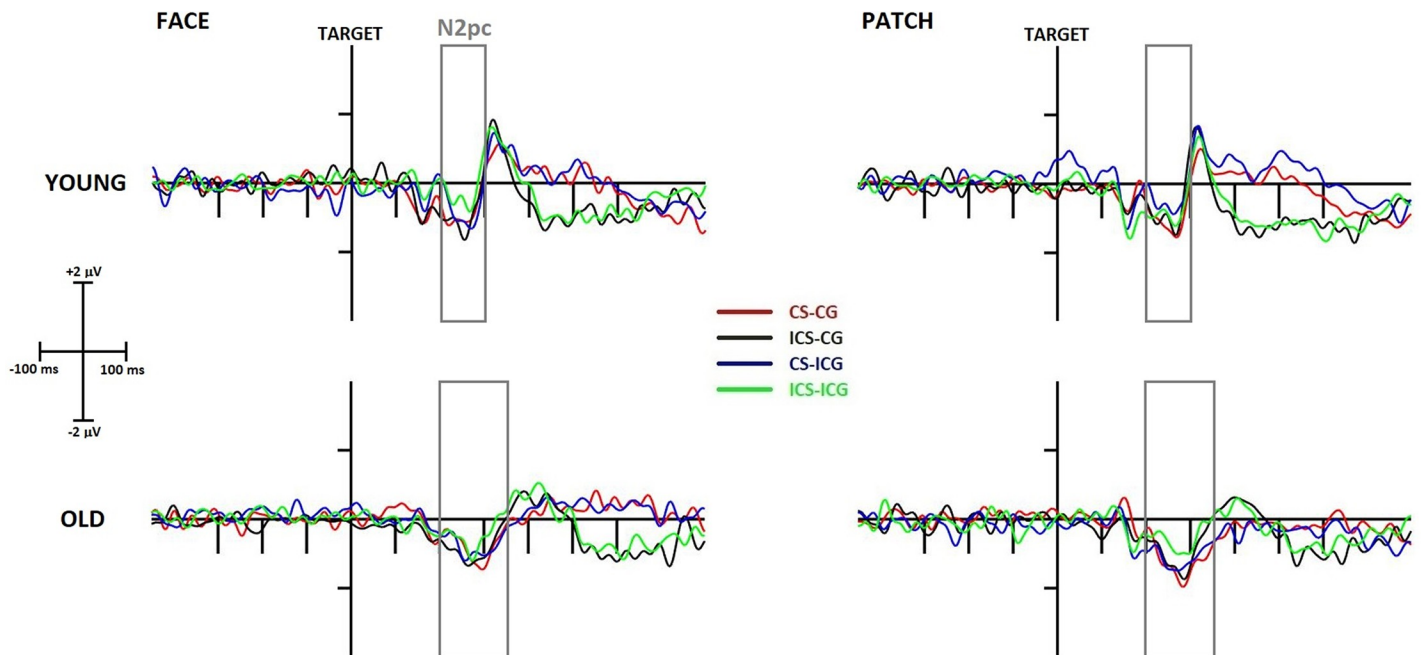 FACE
PATCH
TARGET
N2pc
TARGET
YOUNG
+2 μV
-100 ms
100 ms
-2 μV
CS-CG
ICS-CG
CS-ICG
ICS-ICG
OLD